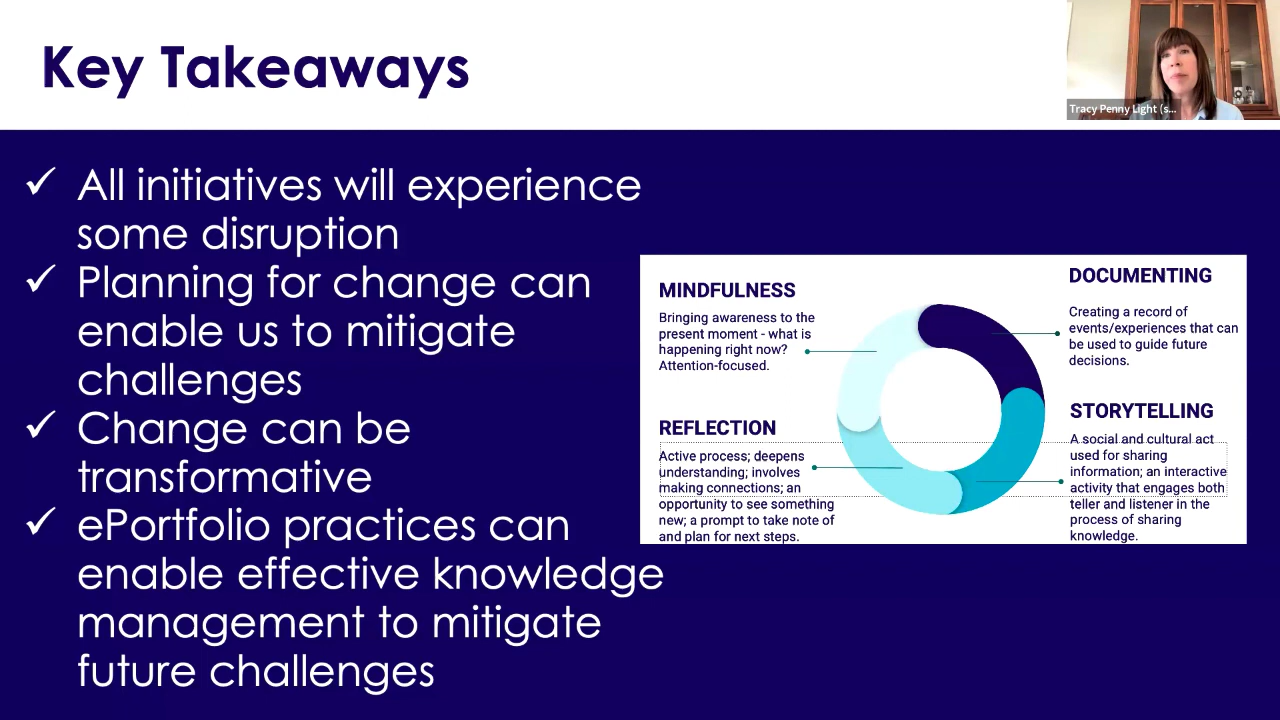 Key Takeaways
Tracy Penny Light (s...
✓ All initiatives will experience
some disruption
✓ Planning for change can
enable us to mitigate
challenges
✓ Change can be
transformative
✓ ePortfolio practices can
enable effective knowledge
management to mitigate
future challenges
MINDFULNESS
Bringing awareness to the
present moment - what is
happening right now?
Attention-focused.
REFLECTION
Active process; deepens
understanding; involves
making connections; an
opportunity to see something
new; a prompt to take note of
and plan for next steps.
DOCUMENTING
Creating a record of
events/experiences that can
be used to guide future
decisions.
STORYTELLING
A social and cultural act
used for sharing
information; an interactive
activity that engages both
teller and listener in the
process of sharing
knowledge.